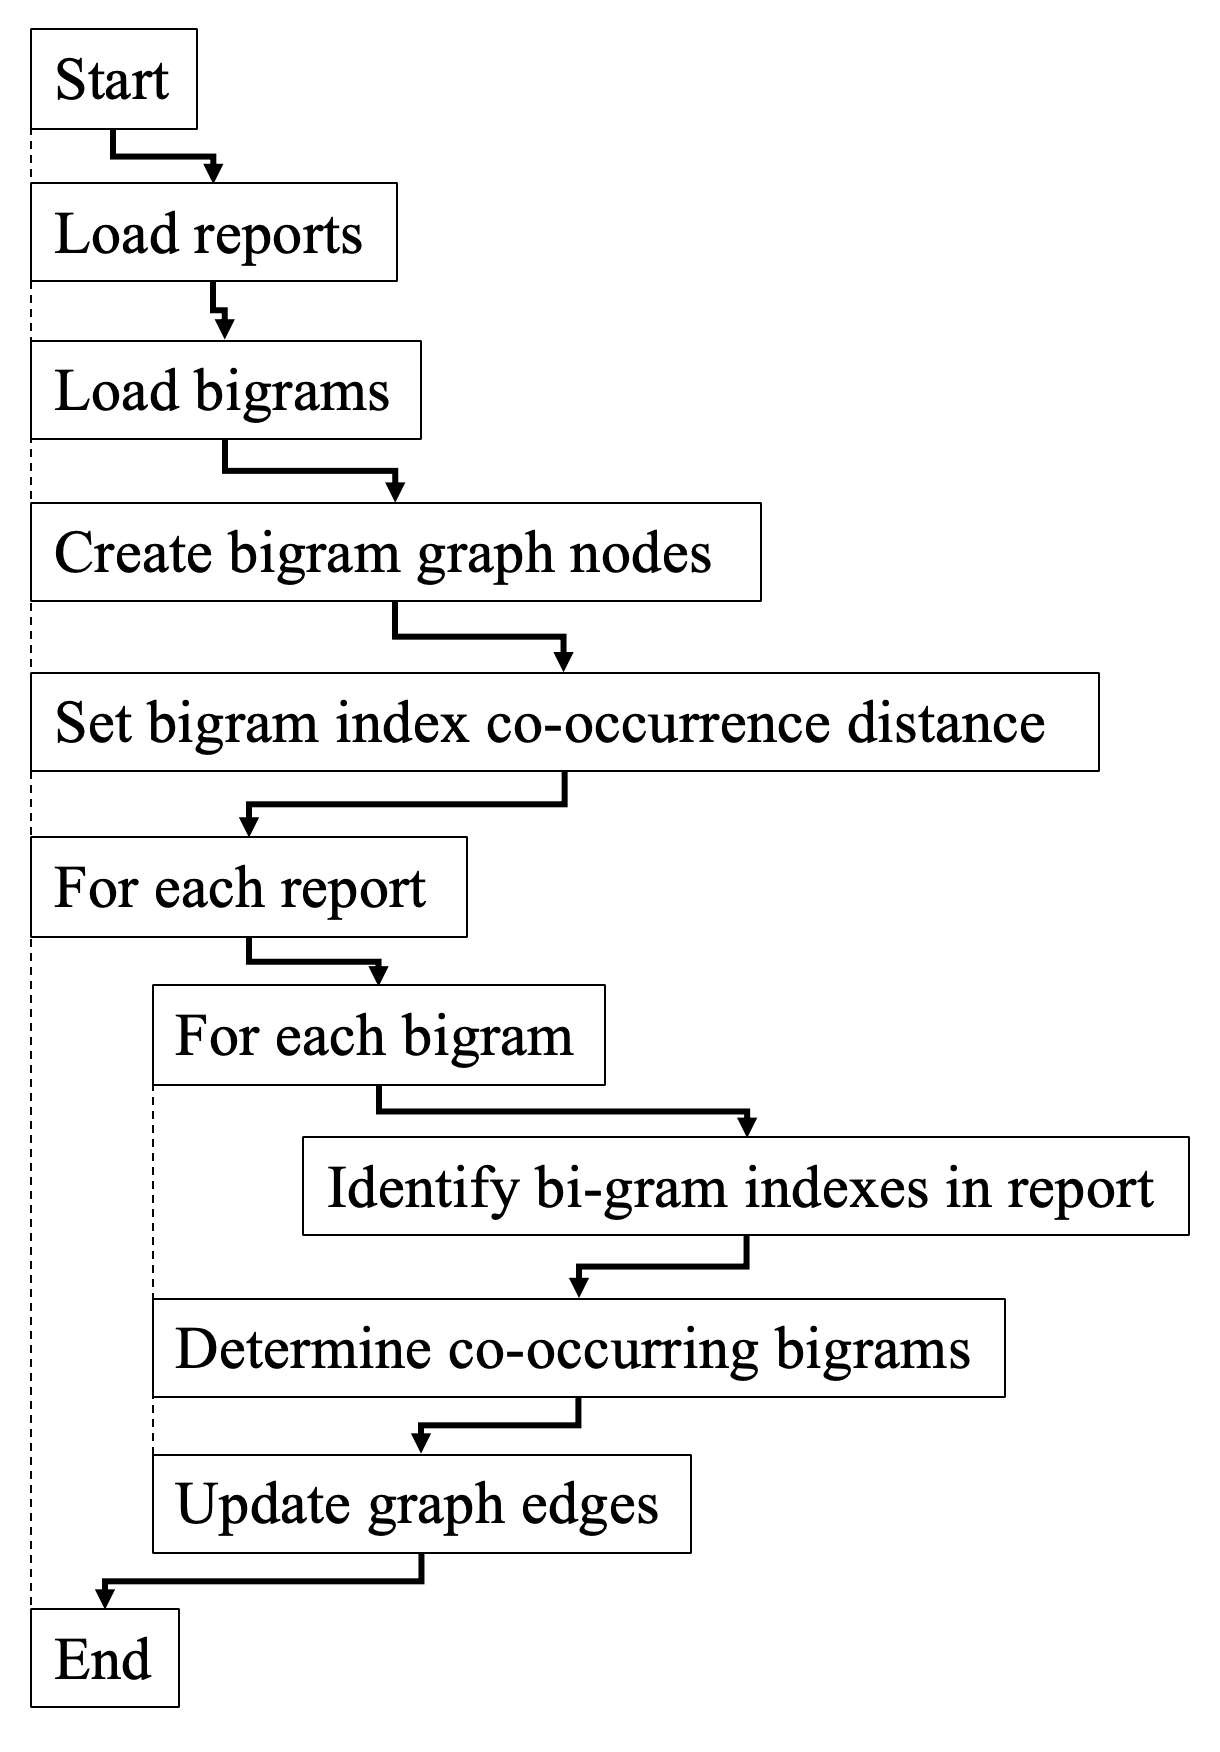 Start
Load reports
Load bigrams
Create bigram graph nodes
Set bigram index co-occurrence distance
For each report
For each bigram
Identify bi-gram indexes in report
Determine co-occurring bigrams
Update graph edges
End